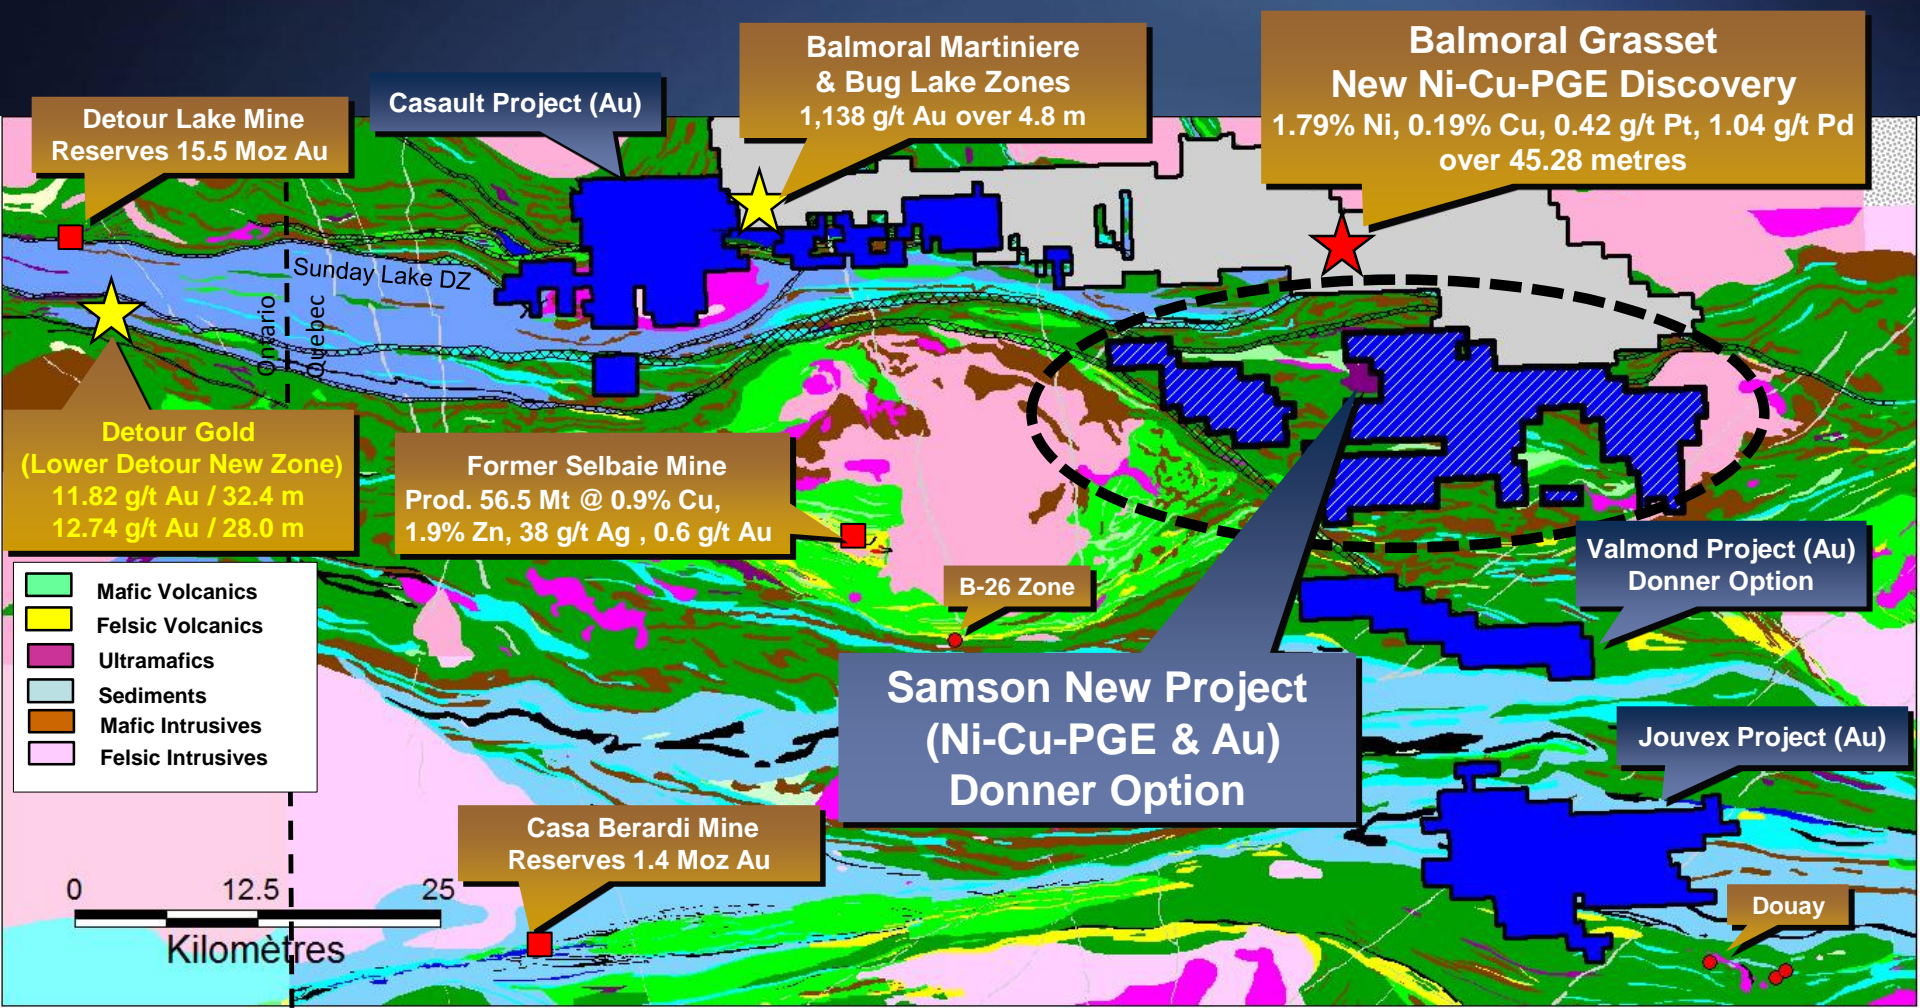 Balmoral Grasset
New Ni-Cu-PGE Discovery
1.79% Ni, 0.19% Cu, 0.42 g/t Pt, 1.04 g/t Pd
over 45.28 metres
Balmoral Martiniere
& Bug Lake Zones
1,138 g/t Au over 4.8 m
Casault Project (Au)
Detour Lake Mine
Reserves 15.5 Moz Au
Sunday Lake DZ
Ontario
Quebec
Detour Gold
(Lower Detour New Zone)
11.82 g/t Au / 32.4 m
12.74 g/t Au / 28.0 m
Former Selbaie Mine
Prod. 56.5 Mt @ 0.9% Cu,
1.9% Zn, 38 g/t Ag , 0.6 g/t Au
B-26 Zone
Valmond Project (Au)
Donner Option
Mafic Volcanics
Felsic Volcanics
Ultramafics
Sediments
Mafic Intrusives
Felsic Intrusives
Samson New Project
(Ni-Cu-PGE & Au)
Donner Option
Jouvex Project (Au)
Casa Berardi Mine
Reserves 1.4 Moz Au
0 12.5 25
Kilomètres
Douay